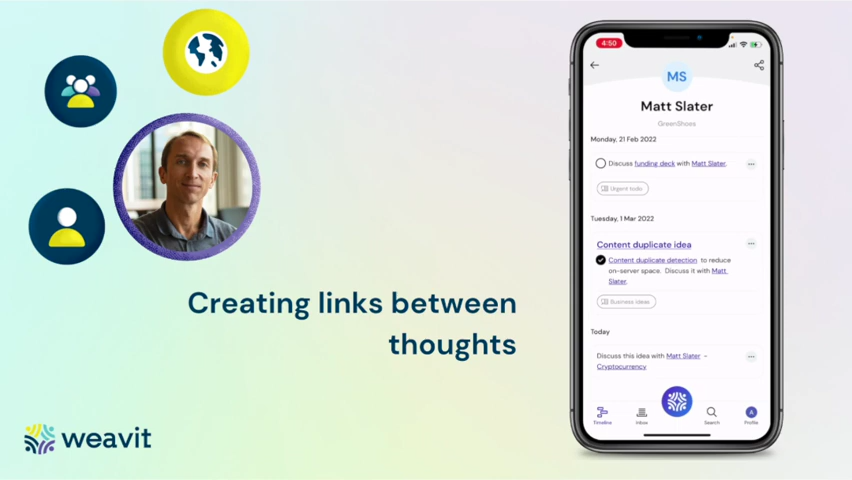 4:50
MS
Matt Slater
GreenShoes
Monday, 21 Feb 2022
Discuss funding deck with Matt Slater.
Urgent todo
Tuesday, 1 Mar 2022
Content duplicate idea
Content duplicate detection to reduce
on-server space. Discuss it with Matt
Slater.
Business ideas
Today
Discuss this idea with Matt Slater -
Cryptocurrency
Timeline
Inbox
Search
A
Profile
Creating links between
thoughts
weavit